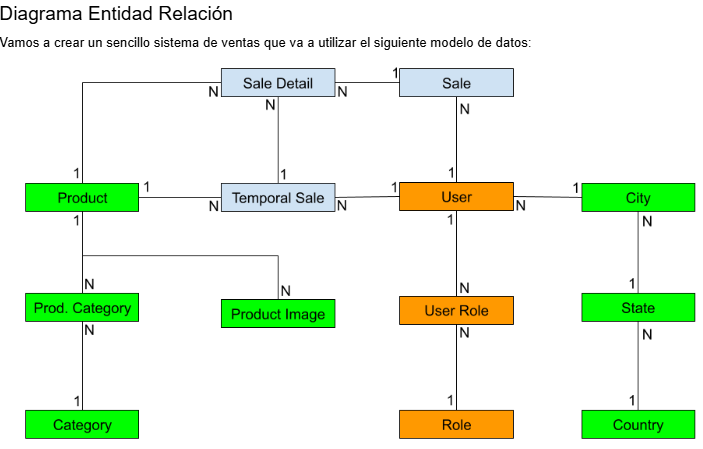 Diagrama Entidad Relación
Vamos a crear un sencillo sistema de ventas que va a utilizar el siguiente modelo de datos:
N Sale Detail N 1 Sale
N N
1 1 1
Product 1 N Temporal Sale N 1 User N 1 City
1 1 N
N N N 1
Prod. Category Product Image User Role State
N N N
1 1 1
Category Role Country